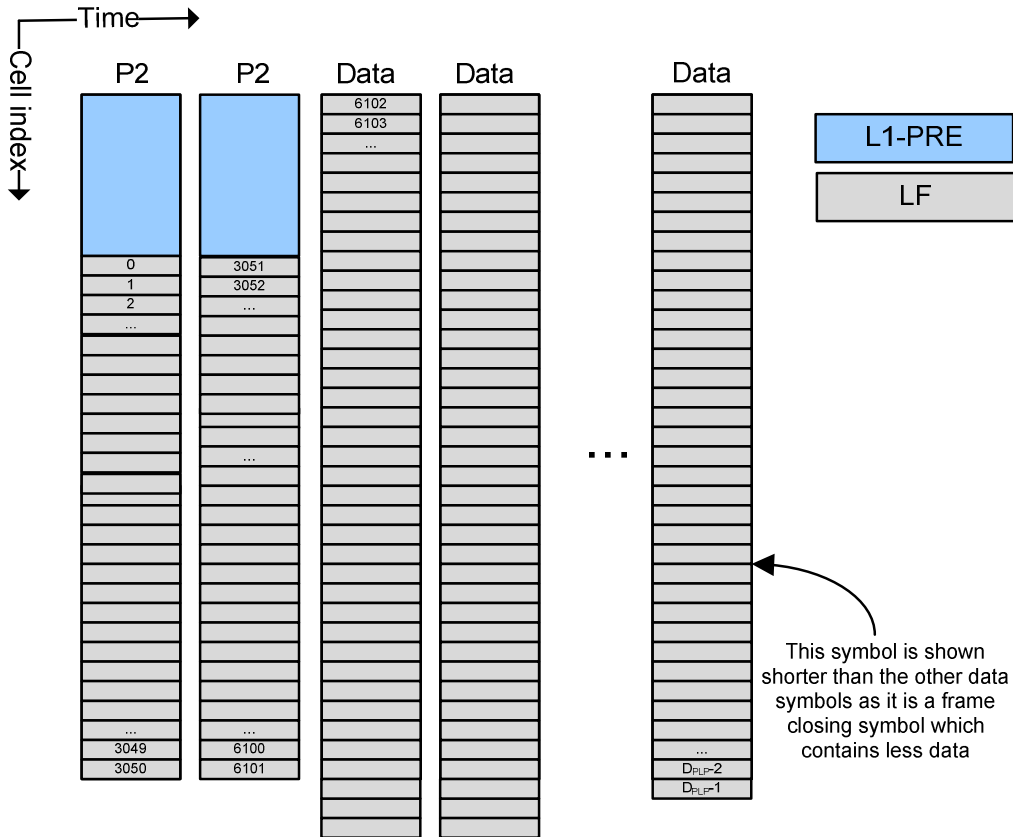 Time
Cell index
P2
P2
Data
Data
Data
6102
6103
...
L1-PRE
LF
0
1
2
...
3051
3052
...
...
...
3049
3050
...
6100
6101
...
This symbol is shown
shorter than the other data
symbols as it is a frame
closing symbol which
contains less data
...
D_PLP-2
D_PLP-1